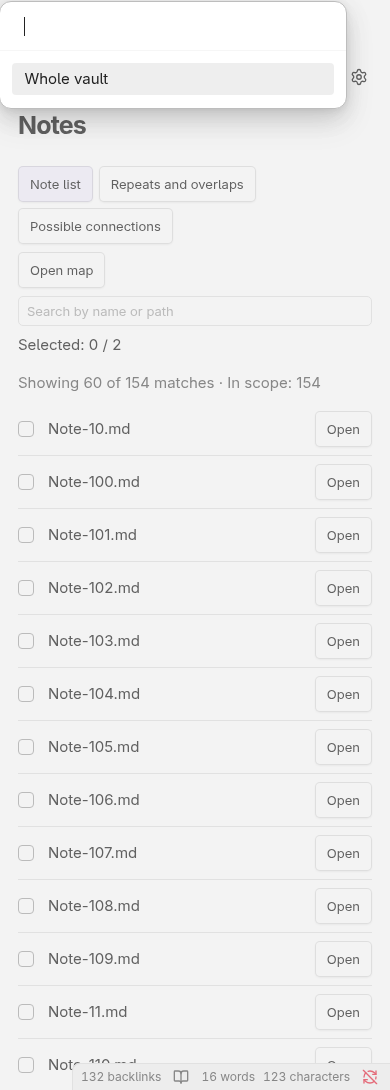 Whole vault
Notes
Note list
Repeats and overlaps
Possible connections
Open map
Search by name or path
Selected: 0 / 2
Showing 60 of 154 matches · In scope: 154
Note-10.md Open
Note-100.md Open
Note-101.md Open
Note-102.md Open
Note-103.md Open
Note-104.md Open
Note-105.md Open
Note-106.md Open
Note-107.md Open
Note-108.md Open
Note-109.md Open
Note-11.md Open
Note-110.md Open
132 backlinks 16 words 123 characters